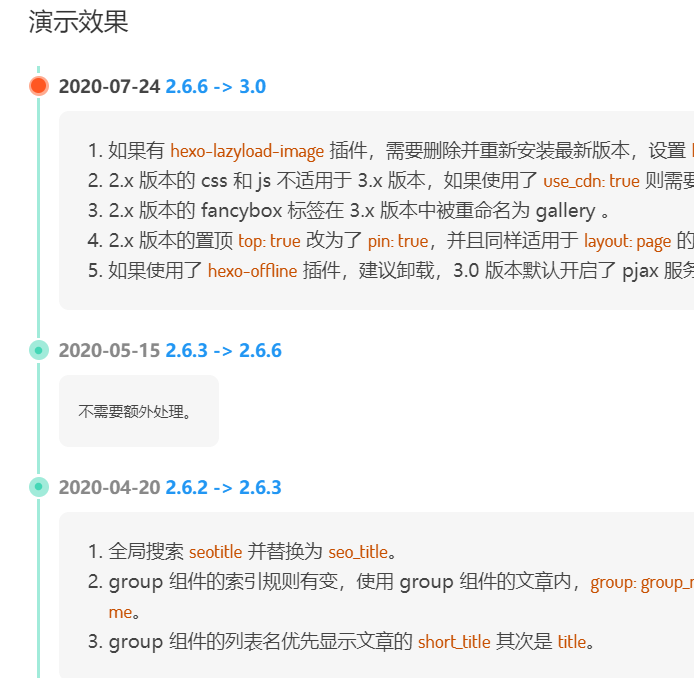 演示效果
2020-07-24 2.6.6 -> 3.0
1. 如果有 hexo-lazyload-image 插件，需要删除并重新安装最新版本，设置
2. 2.x 版本的 css 和 js 不适用于 3.x 版本，如果使用了 use_cdn: true 则需要
3. 2.x 版本的 fancybox 标签在 3.x 版本中被重命名为 gallery 。
4. 2.x 版本的置顶 top: true 改为了 pin: true，并且同样适用于 layout: page 的
5. 如果使用了 hexo-offline 插件，建议卸载，3.0 版本默认开启了 pjax 服务
2020-05-15 2.6.3 -> 2.6.6
不需要额外处理。
2020-04-20 2.6.2 -> 2.6.3
1. 全局搜索 seotitle 并替换为 seo_title。
2. group 组件的索引规则有变，使用 group 组件的文章内，group: group_
me。
3. group 组件的列表名优先显示文章的 short_title 其次是 title。